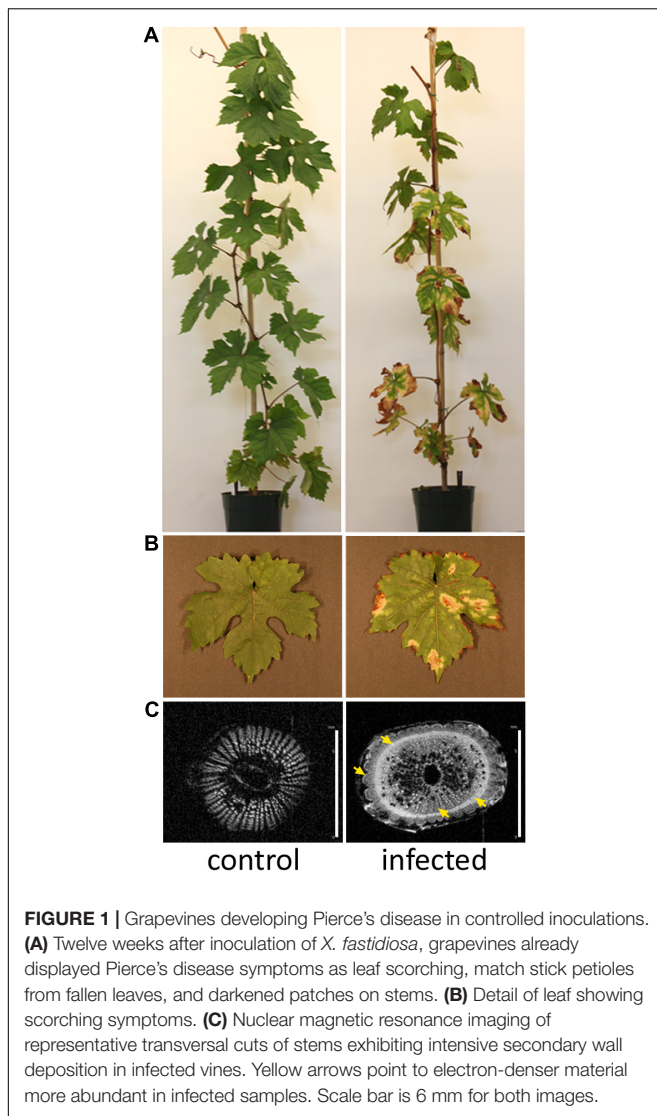 A
B
C
control infected
FIGURE 1 | Grapevines developing Pierce's disease in controlled inoculations.
(A) Twelve weeks after inoculation of X. fastidiosa, grapevines already
displayed Pierce's disease symptoms as leaf scorching, match stick petioles
from fallen leaves, and darkened patches on stems. (B) Detail of leaf showing
scorching symptoms. (C) Nuclear magnetic resonance imaging of
representative transversal cuts of stems exhibiting intensive secondary wall
deposition in infected vines. Yellow arrows point to electron-denser material
more abundant in infected samples. Scale bar is 6 mm for both images.